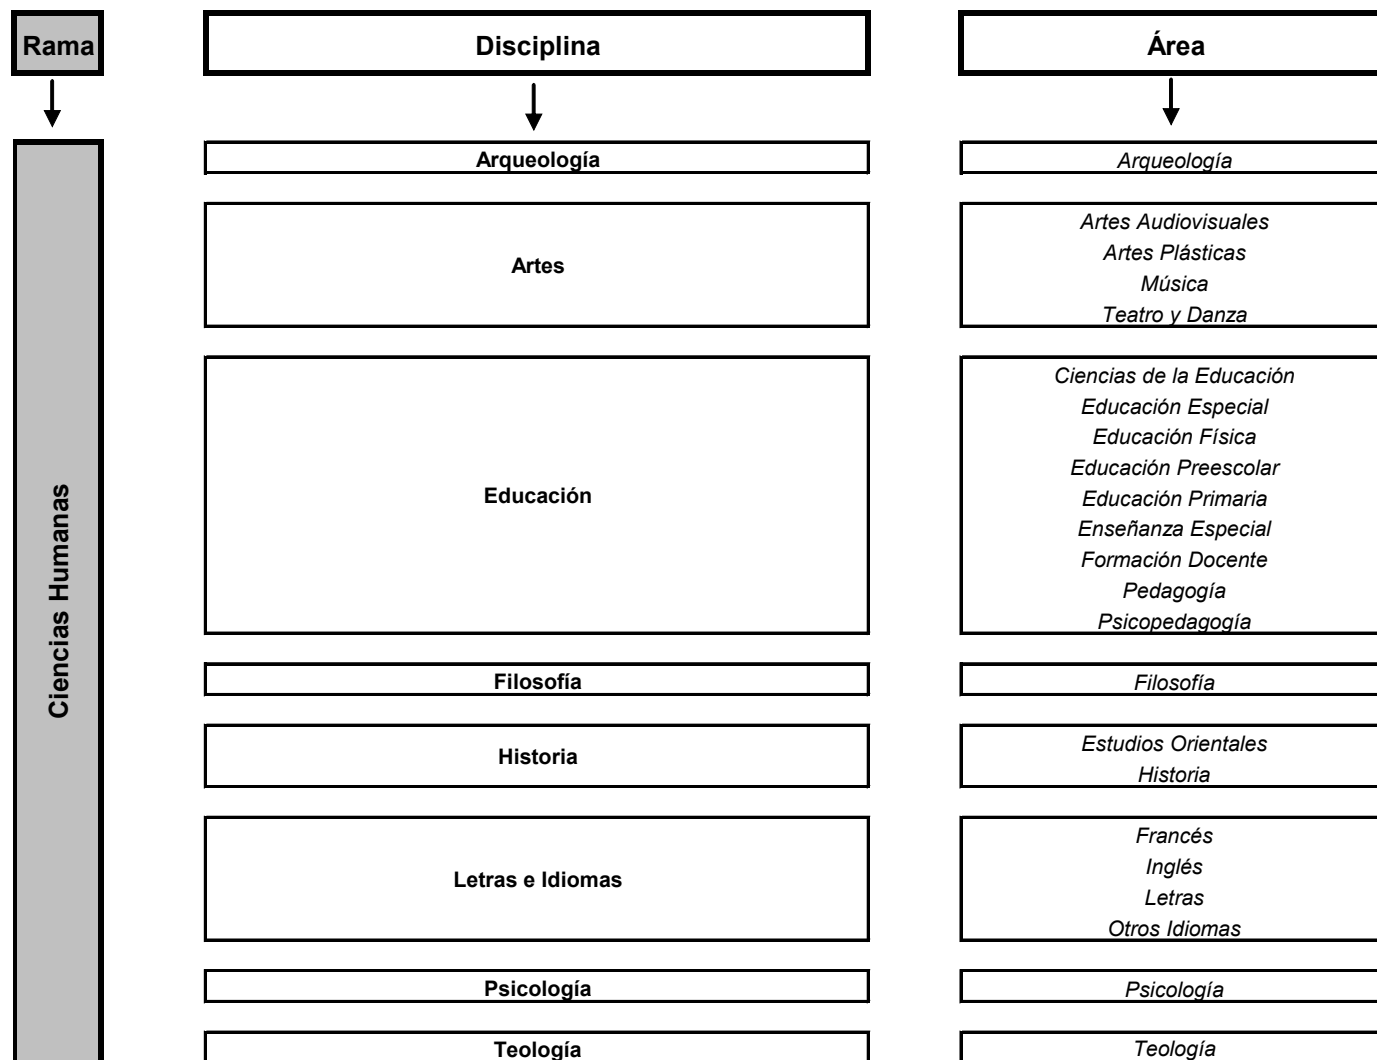 Rama
Disciplina
Área
Ciencias Humanas
Arqueología
Arqueología
Artes
Artes Audiovisuales
Artes Plásticas
Música
Teatro y Danza
Educación
Ciencias de la Educación
Educación Especial
Educación Física
Educación Preescolar
Educación Primaria
Enseñanza Especial
Formación Docente
Pedagogía
Psicopedagogía
Filosofía
Filosofía
Historia
Estudios Orientales
Historia
Letras e Idiomas
Francés
Inglés
Letras
Otros Idiomas
Psicología
Psicología
Teología
Teología